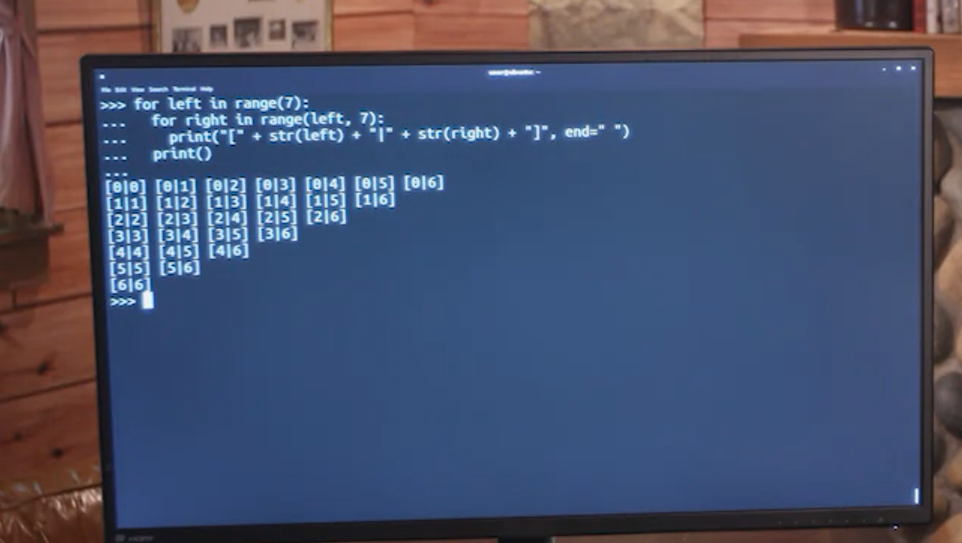 user@ubuntu: ~
File Edit View Search Terminal Help
>>> for left in range(7):
...   for right in range(left, 7):
...     print("[" + str(left) + "|" + str(right) + "]", end=" ")
...   print()
...
[0|0] [0|1] [0|2] [0|3] [0|4] [0|5] [0|6]
[1|1] [1|2] [1|3] [1|4] [1|5] [1|6]
[2|2] [2|3] [2|4] [2|5] [2|6]
[3|3] [3|4] [3|5] [3|6]
[4|4] [4|5] [4|6]
[5|5] [5|6]
[6|6]
>>>